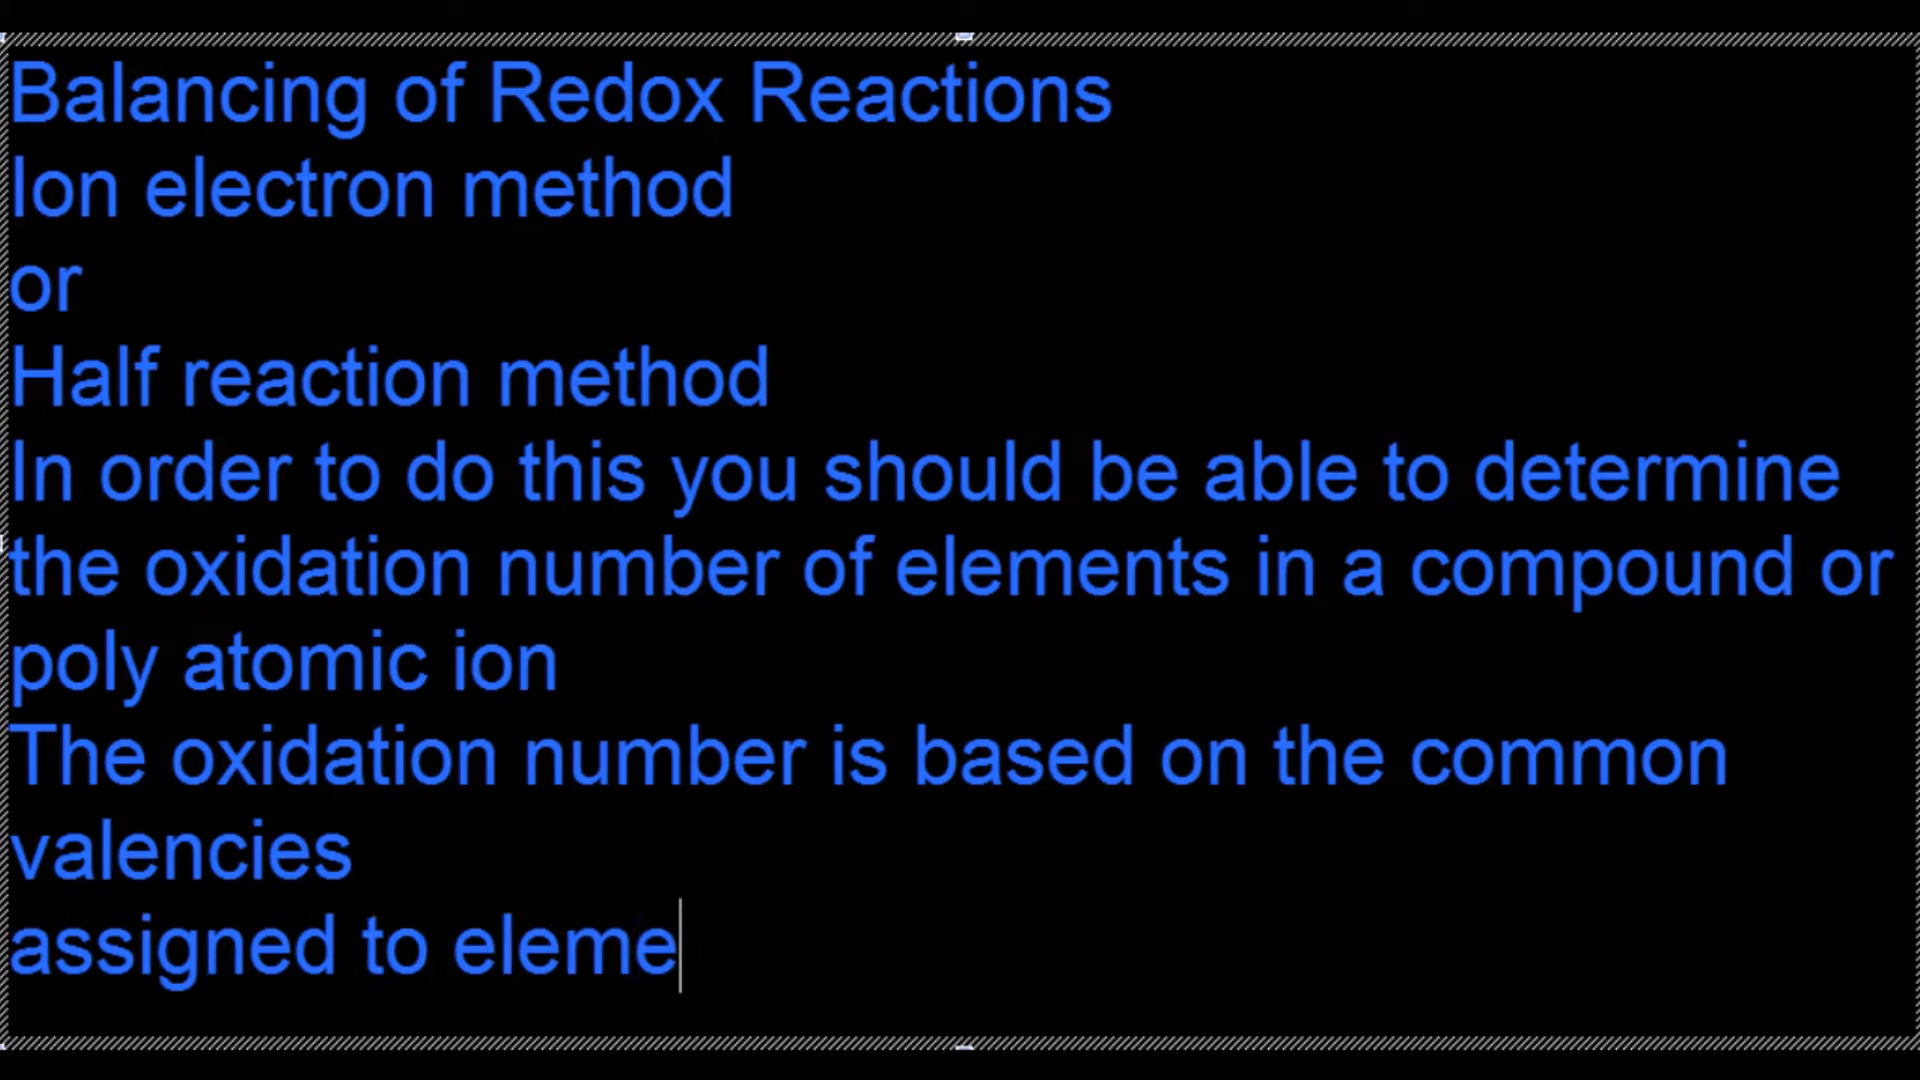 Balancing of Redox Reactions
Ion electron method
or
Half reaction method
In order to do this you should be able to determine
the oxidation number of elements in a compound or
poly atomic ion
The oxidation number is based on the common
valencies
assigned to eleme